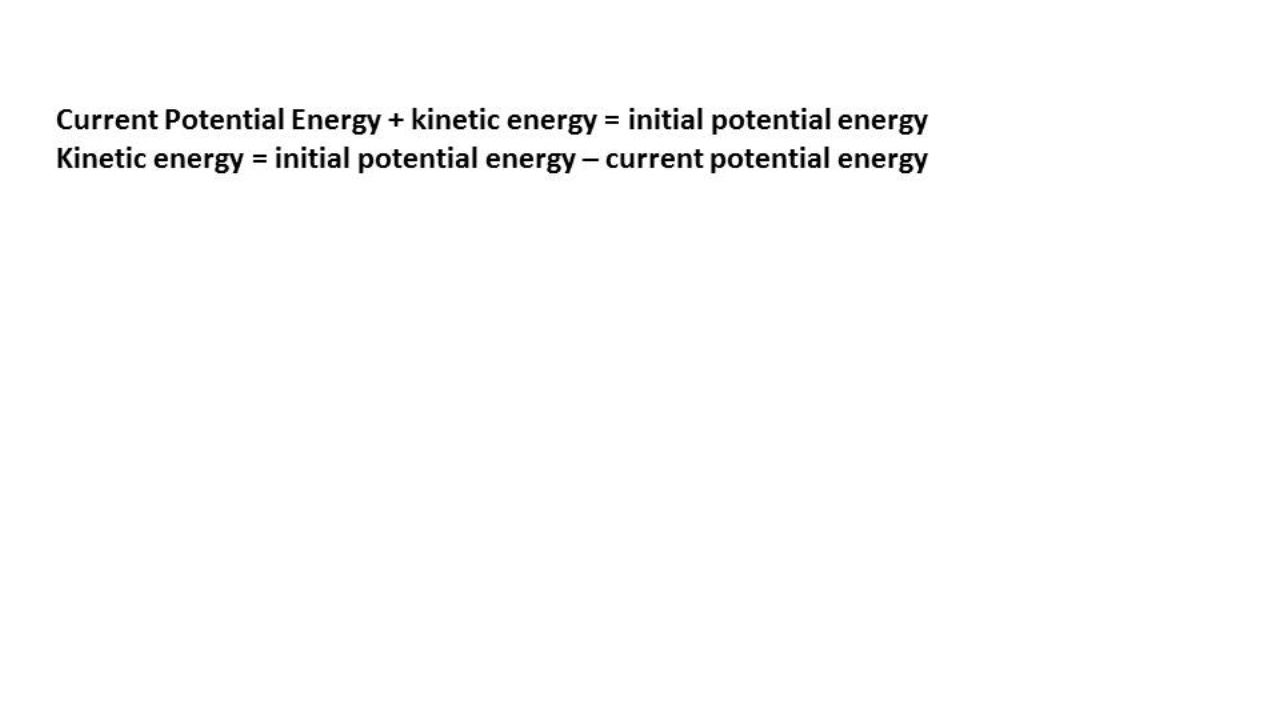 Current Potential Energy + kinetic energy = initial potential energy
Kinetic energy = initial potential energy – current potential energy